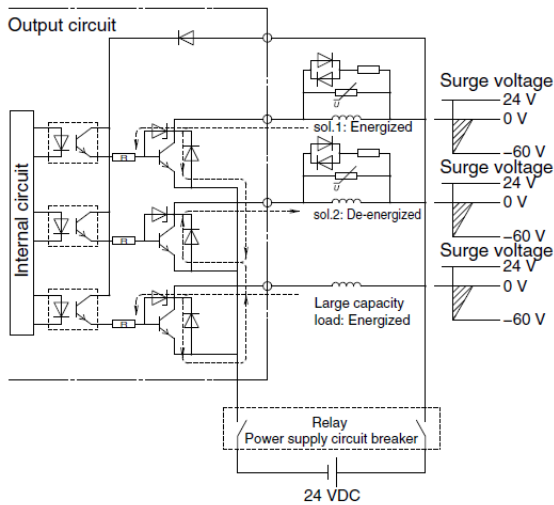 Output circuit
Internal circuit
sol.1: Energized
U
Surge voltage
24 V
0 V
−60 V
sol.2: De-energized
U
Surge voltage
24 V
0 V
−60 V
Large capacity
load: Energized
Surge voltage
24 V
0 V
−60 V
Relay
Power supply circuit breaker
24 VDC